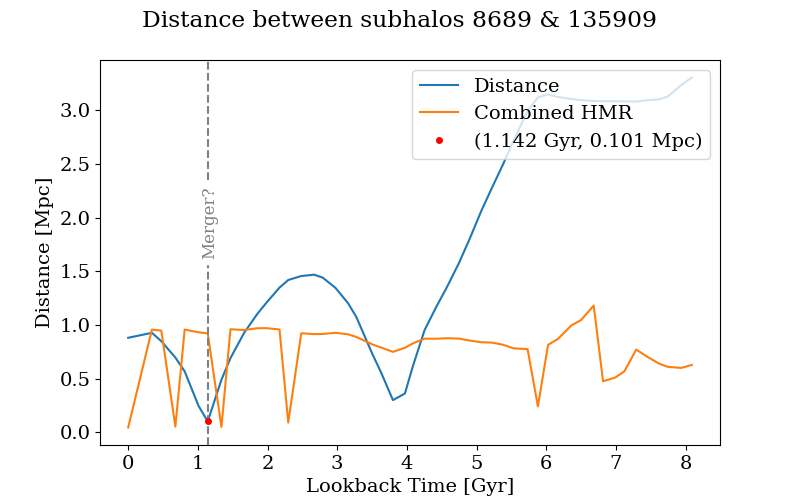 Distance between subhalos 8689 & 135909
Distance
Combined HMR
(1.142 Gyr, 0.101 Mpc)
Merger?
Distance [Mpc]
3.0
2.5
2.0
1.5
1.0
0.5
0.0
0 1 2 3 4 5 6 7 8
Lookback Time [Gyr]